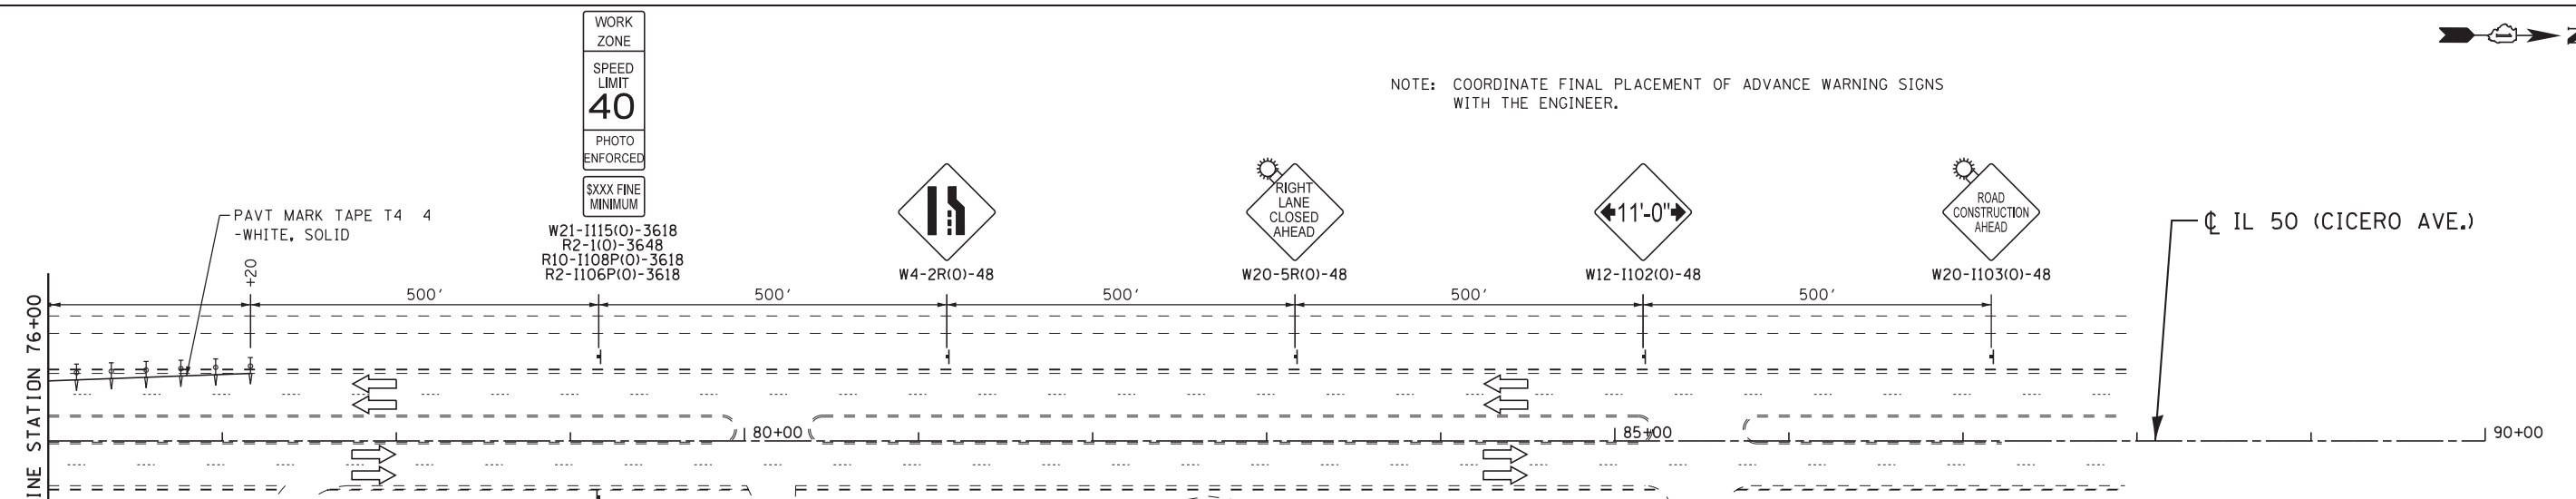 WORK
ZONE
SPEED
LIMIT
40
PHOTO
ENFORCED
$XXX FINE
MINIMUM
W21-I115(O)-3618
R2-1(O)-3648
R10-I108P(O)-3618
R2-I106P(O)-3618
NOTE: COORDINATE FINAL PLACEMENT OF ADVANCE WARNING SIGNS
WITH THE ENGINEER.
PAVT MARK TAPE T4 4
-WHITE, SOLID
W4-2R(O)-48
RIGHT
LANE
CLOSED
AHEAD
W20-5R(O)-48
11'-0"
W12-I102(O)-48
ROAD
CONSTRUCTION
AHEAD
W20-I103(O)-48
℄ IL 50 (CICERO AVE.)
+20
500'
500'
500'
500'
500'
INE STATION 76+00
80+00
85+00
90+00